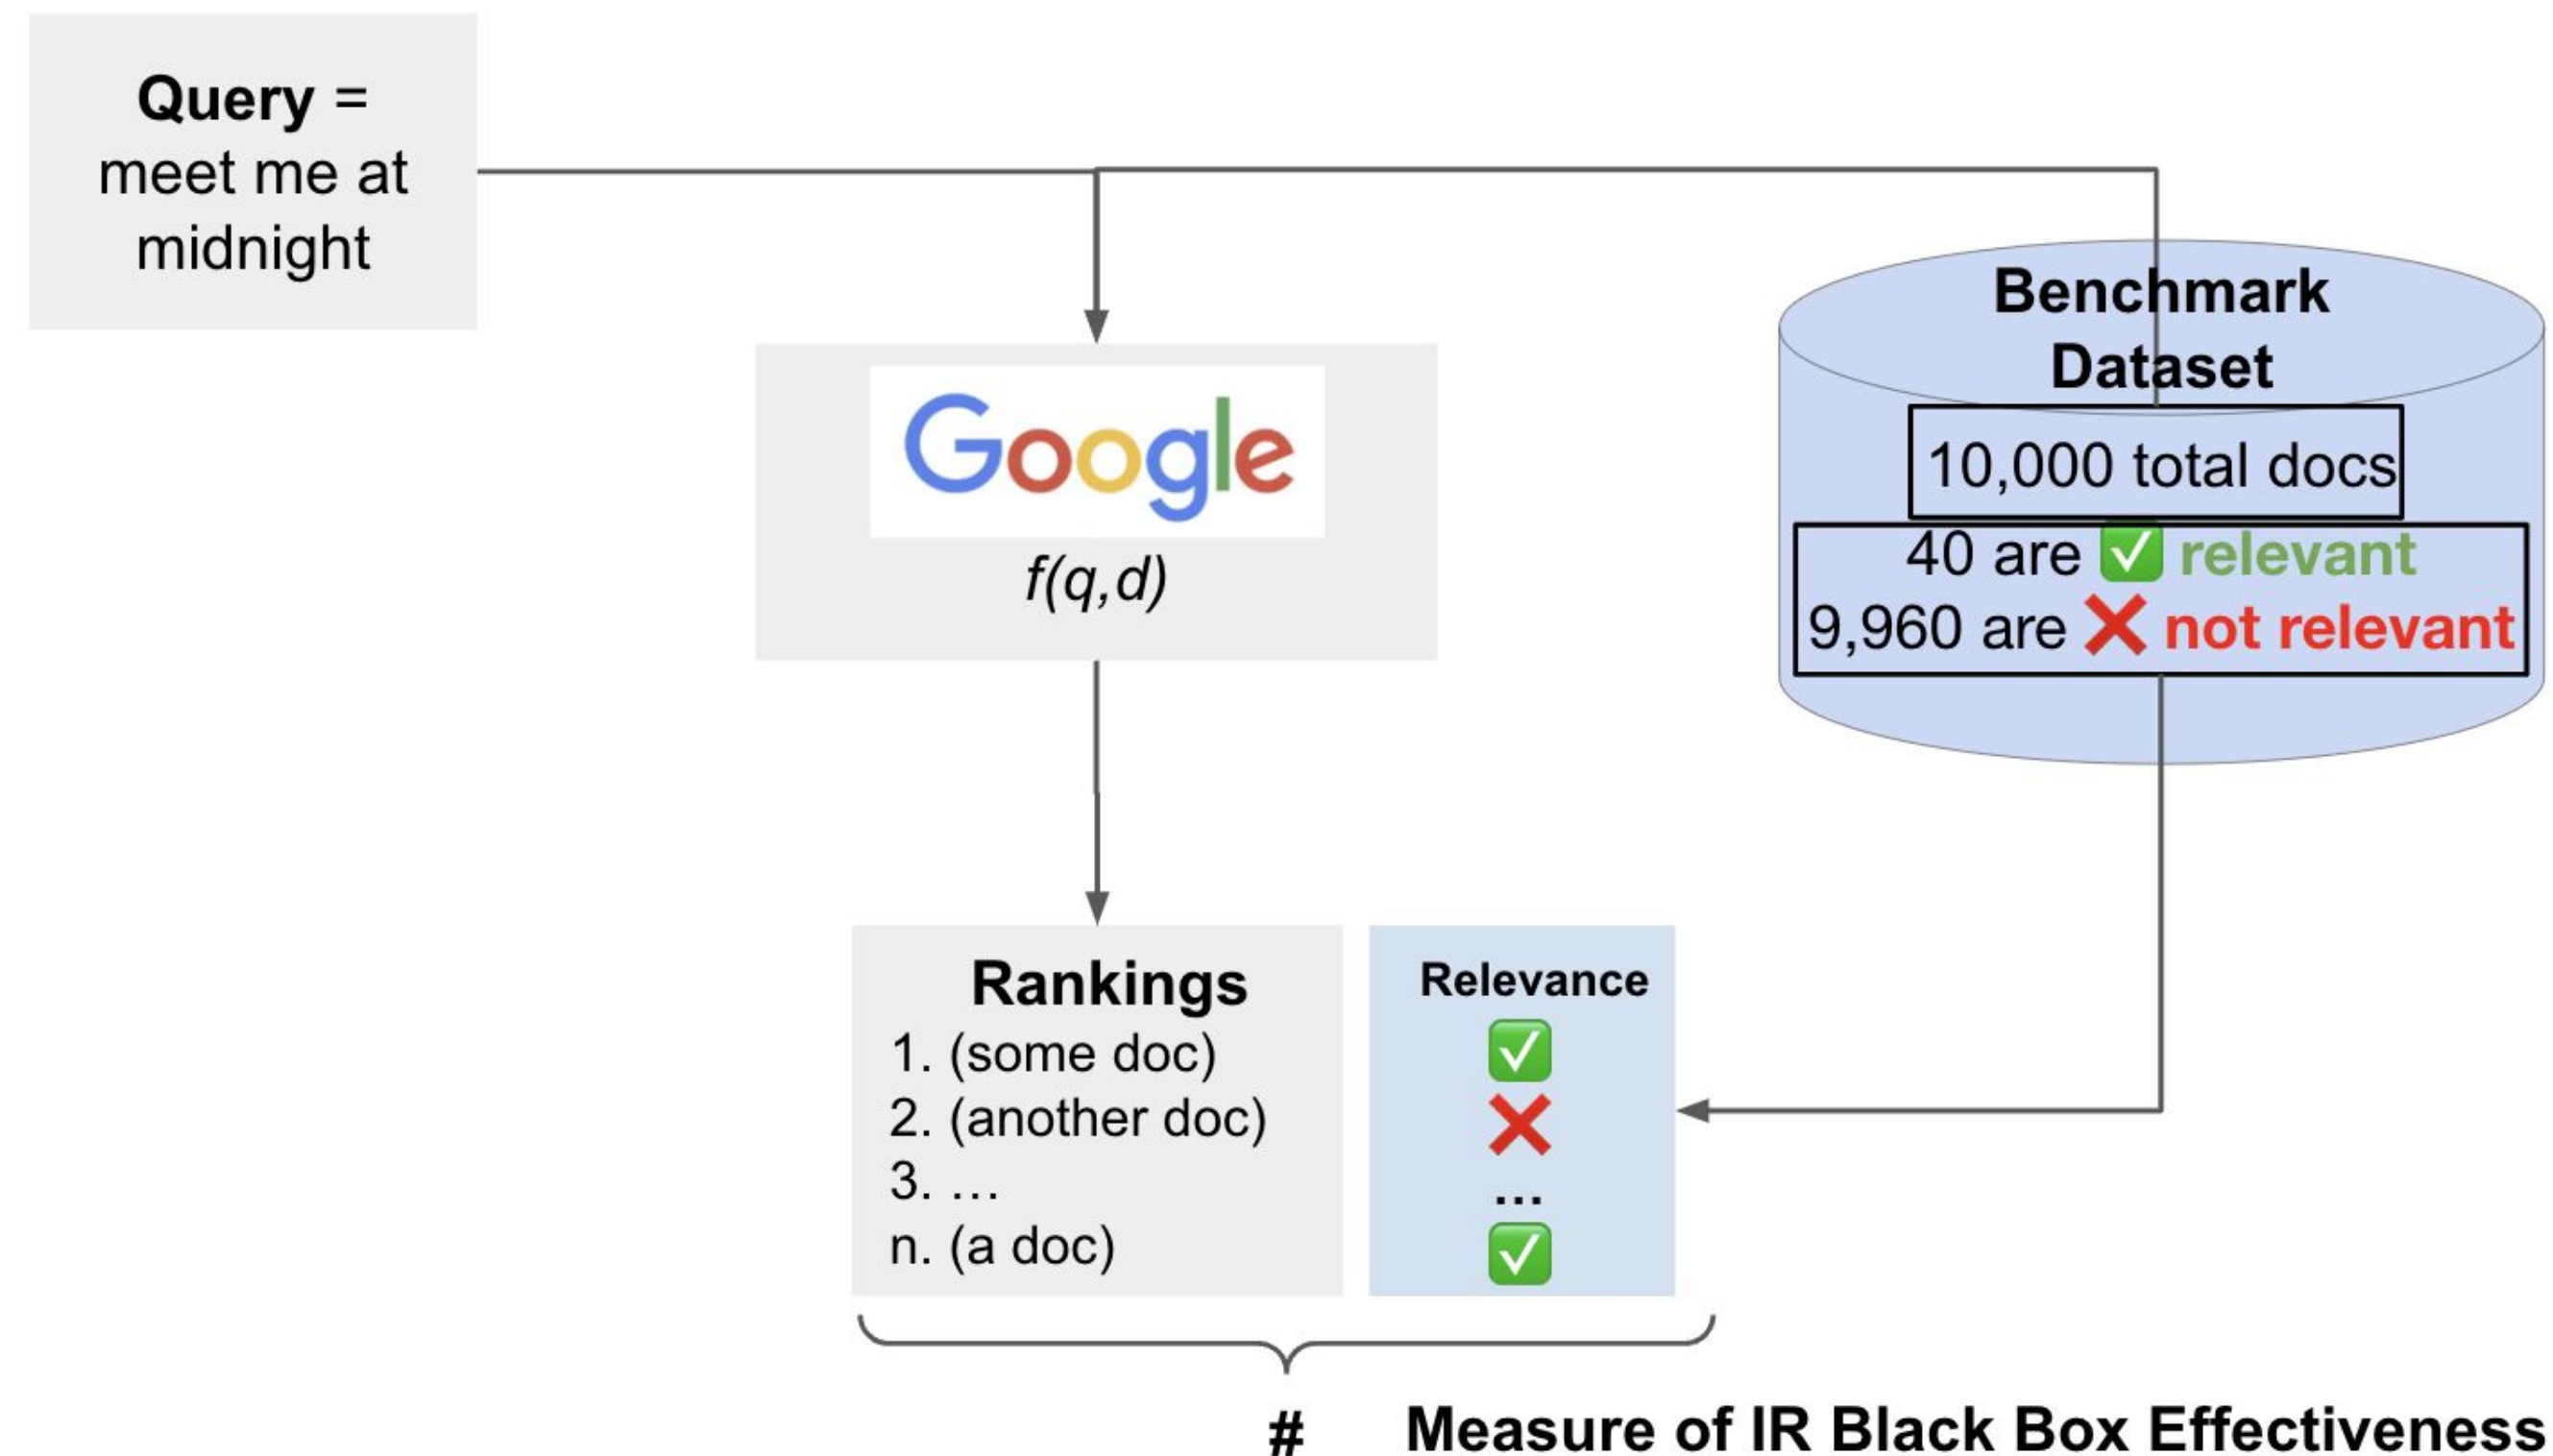 Query =
meet me at
midnight
Benchmark
Dataset
10,000 total docs
40 are ✅ relevant
9,960 are ❌ not relevant
Google
f(q,d)
Rankings
1. (some doc)
2. (another doc)
3. …
n. (a doc)
Relevance
✅
❌
...
✅
# Measure of IR Black Box Effectiveness